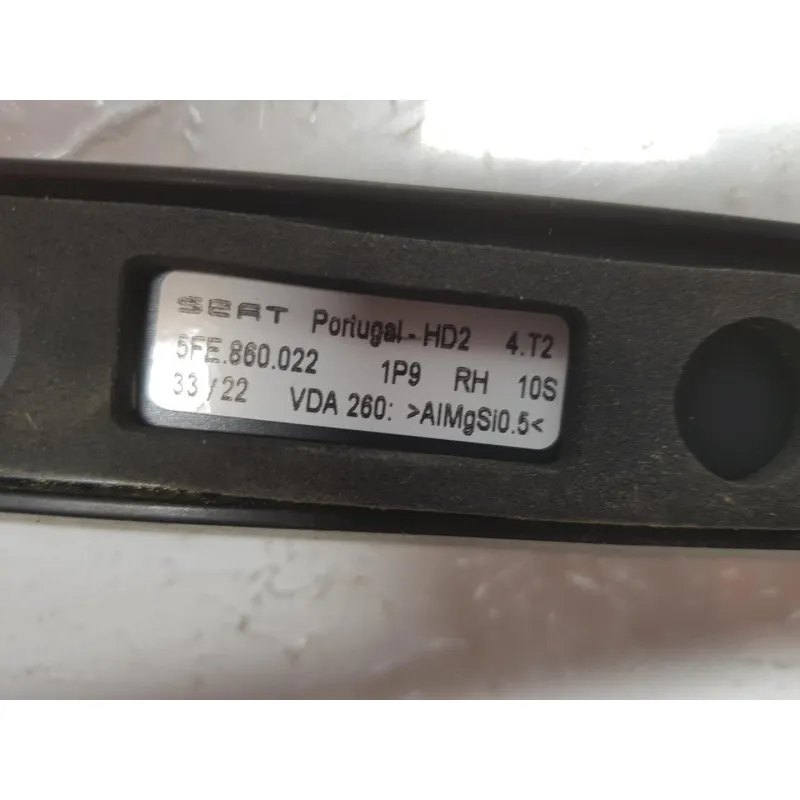 SEAT Portugal - HD2 4.T2
5FE.860.022 1P9 RH 10S
33/22 VDA 260: >AlMgSi0.5<